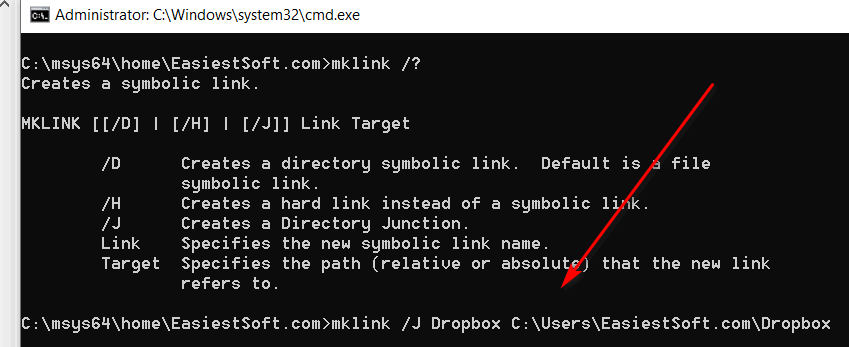 Administrator: C:\Windows\system32\cmd.exe
C:\msys64\home\EasiestSoft.com>mklink /?
Creates a symbolic link.
MKLINK [[/D] | [/H] | [/J]] Link Target
/D      Creates a directory symbolic link.  Default is a file
symbolic link.
/H      Creates a hard link instead of a symbolic link.
/J      Creates a Directory Junction.
Link    Specifies the new symbolic link name.
Target  Specifies the path (relative or absolute) that the new link
refers to.
C:\msys64\home\EasiestSoft.com>mklink /J Dropbox C:\Users\EasiestSoft.com\Dropbox